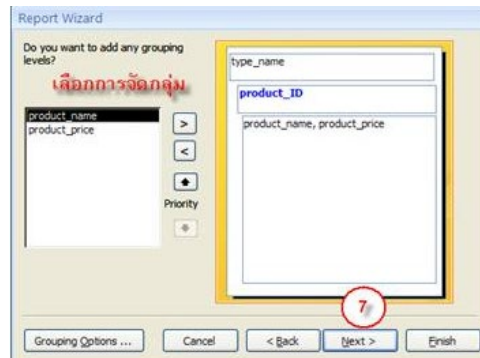 Report Wizard
Do you want to add any grouping
levels?
เลือกการจัดกลุ่ม
product_name
product_price
>
<
Priority
type_name
product_ID
product_name, product_price
7
Grouping Options ...
Cancel
< Back
Next >
Finish